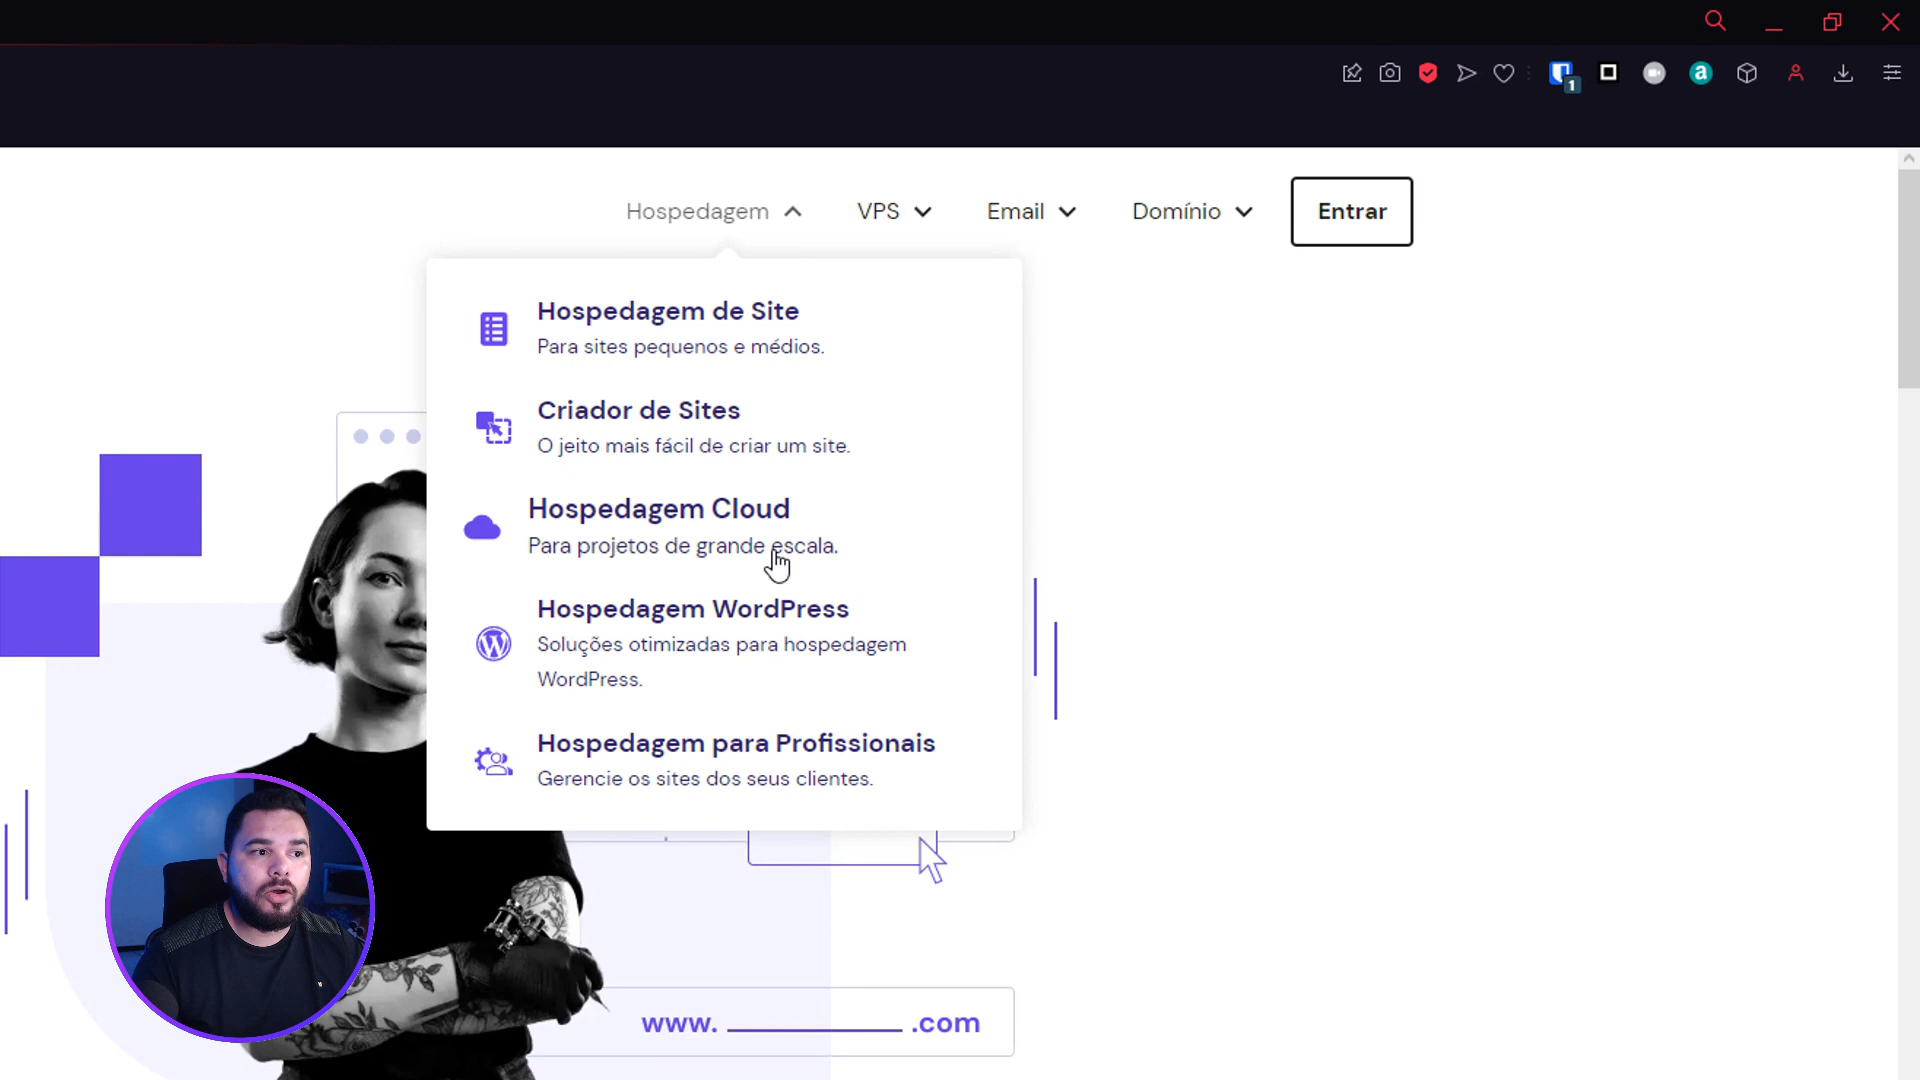 Hospedagem VPS Email Domínio Entrar
Hospedagem de Site
Para sites pequenos e médios.
Criador de Sites
O jeito mais fácil de criar um site.
Hospedagem Cloud
Para projetos de grande escala.
Hospedagem WordPress
Soluções otimizadas para hospedagem
WordPress.
Hospedagem para Profissionais
Gerencie os sites dos seus clientes.
www. ________ .com
1
a